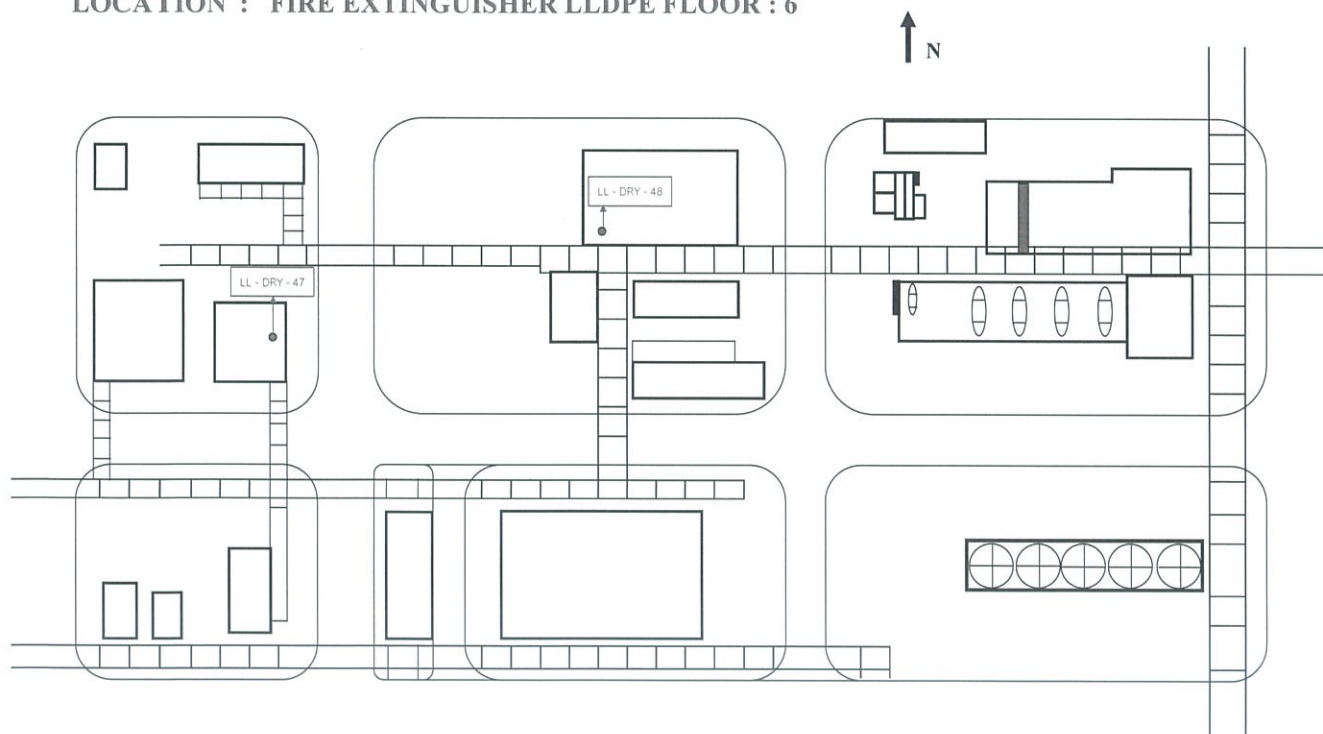 LOCATION : FIRE EXTINGUISHER LLDPE FLOOR : 6
N
LL - DRY - 48
LL - DRY - 47